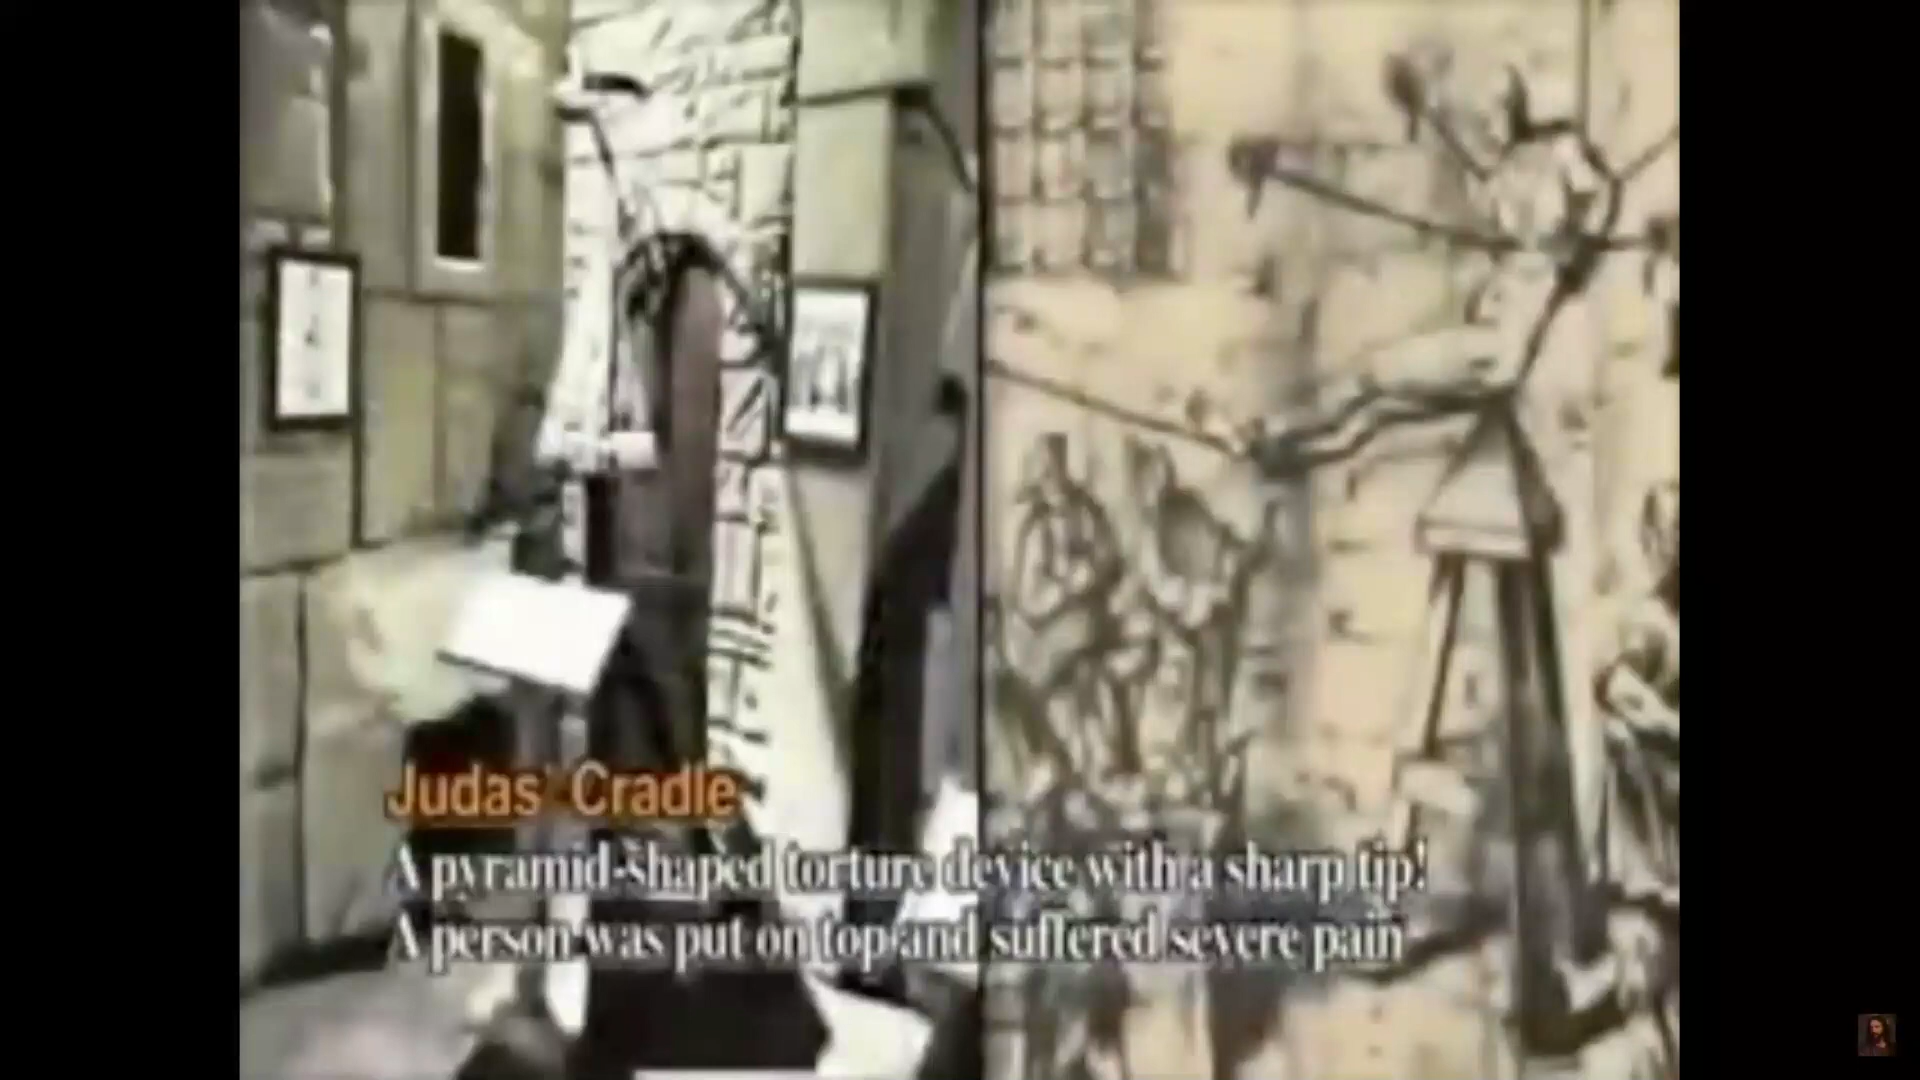 Judas' Cradle
A pyramid-shaped torture device with a sharp tip!
A person was put on top and suffered severe pain